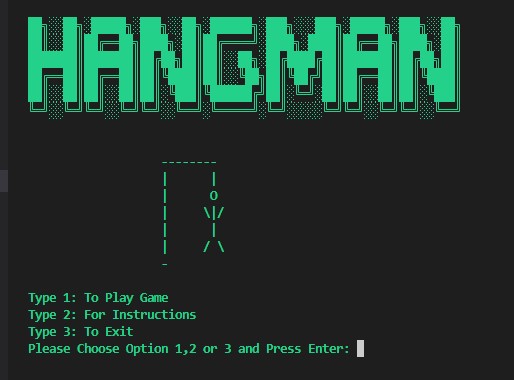 HANGMAN
Type 1: To Play Game
Type 2: For Instructions
Type 3: To Exit
Please Choose Option 1,2 or 3 and Press Enter: